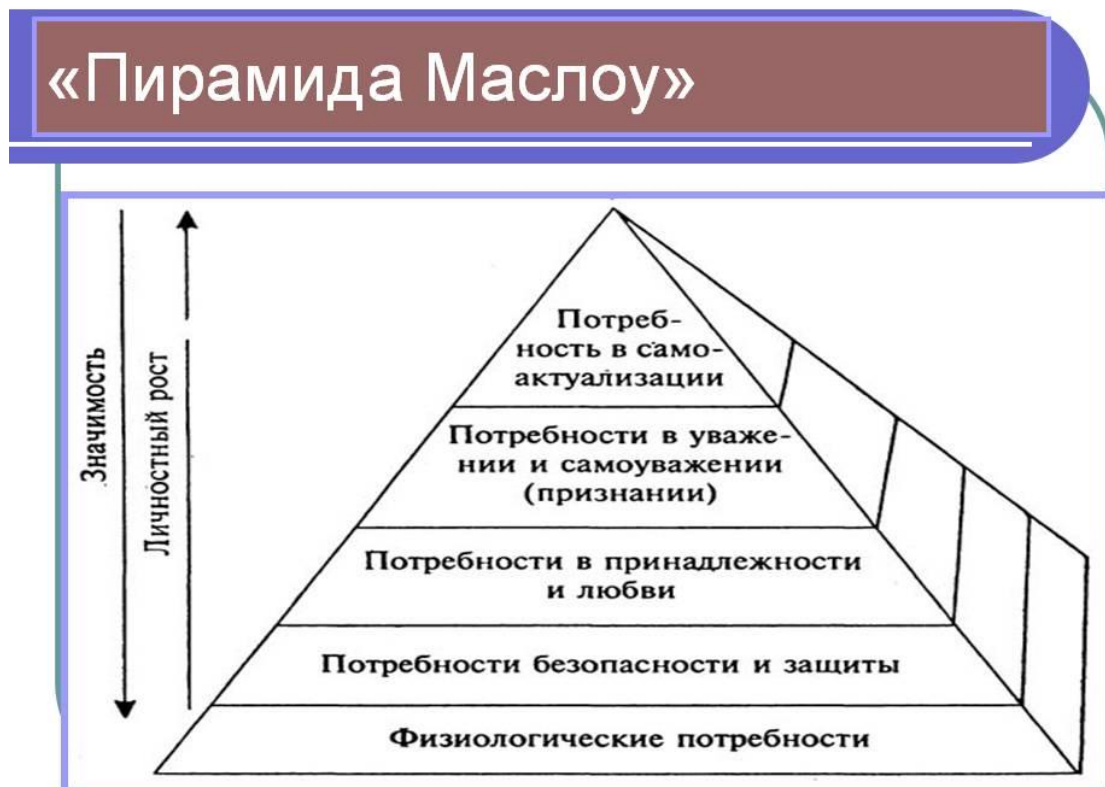 «Пирамида Маслоу»
Значимость
Личностный рост
Потреб-
ность в само-
актуализации
Потребности в уваже-
нии и самоуважении
(признании)
Потребности в принадлежности
и любви
Потребности безопасности и защиты
Физиологические потребности